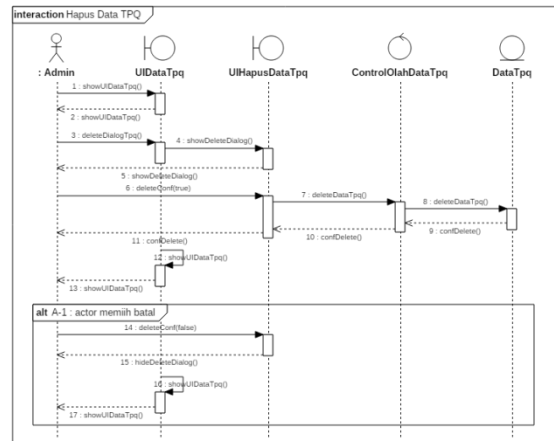 interaction Hapus Data TPQ
: Admin
UIDataTpq
UIHapusDataTpq
ControlOlahDataTpq
DataTpq
1 : showUIDataTpq()
2 : showUIDataTpq()
3 : deleteDialogTpq()
4 : showDeleteDialog()
5 : showDeleteDialog()
6 : deleteConf(true)
7 : deleteDataTpq()
8 : deleteDataTpq()
9 : confDelete()
10 : confDelete()
11 : confDelete()
12 : showUIDataTpq()
13 : showUIDataTpq()
alt A-1 : actor memiih batal
14 : deleteConf(false)
15 : hideDeleteDialog()
16 : showUIDataTpq()
17 : showUIDataTpq()